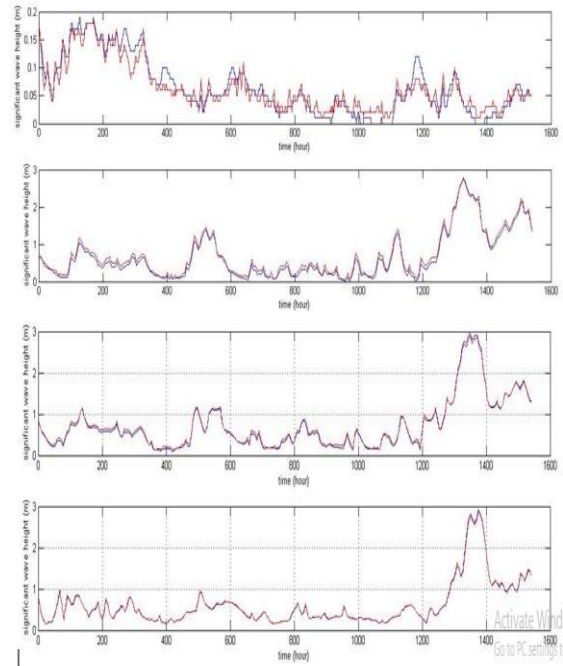 significant wave height (m)
0.2
0.15
0.1
0.05
0
0 200 400 600 800 1000 1200 1400 1600
time (hour)
significant wave height (m)
3
2
1
0
0 200 400 600 800 1000 1200 1400 1600
time (hour)
significant wave height (m)
3
2
1
0
0 200 400 600 800 1000 1200 1400 1600
time (hour)
significant wave height (m)
3
2
1
0
0 200 400 600 800 1000 1200 1400 1600
time (hour)
Activate Wind
Go to PC settings t